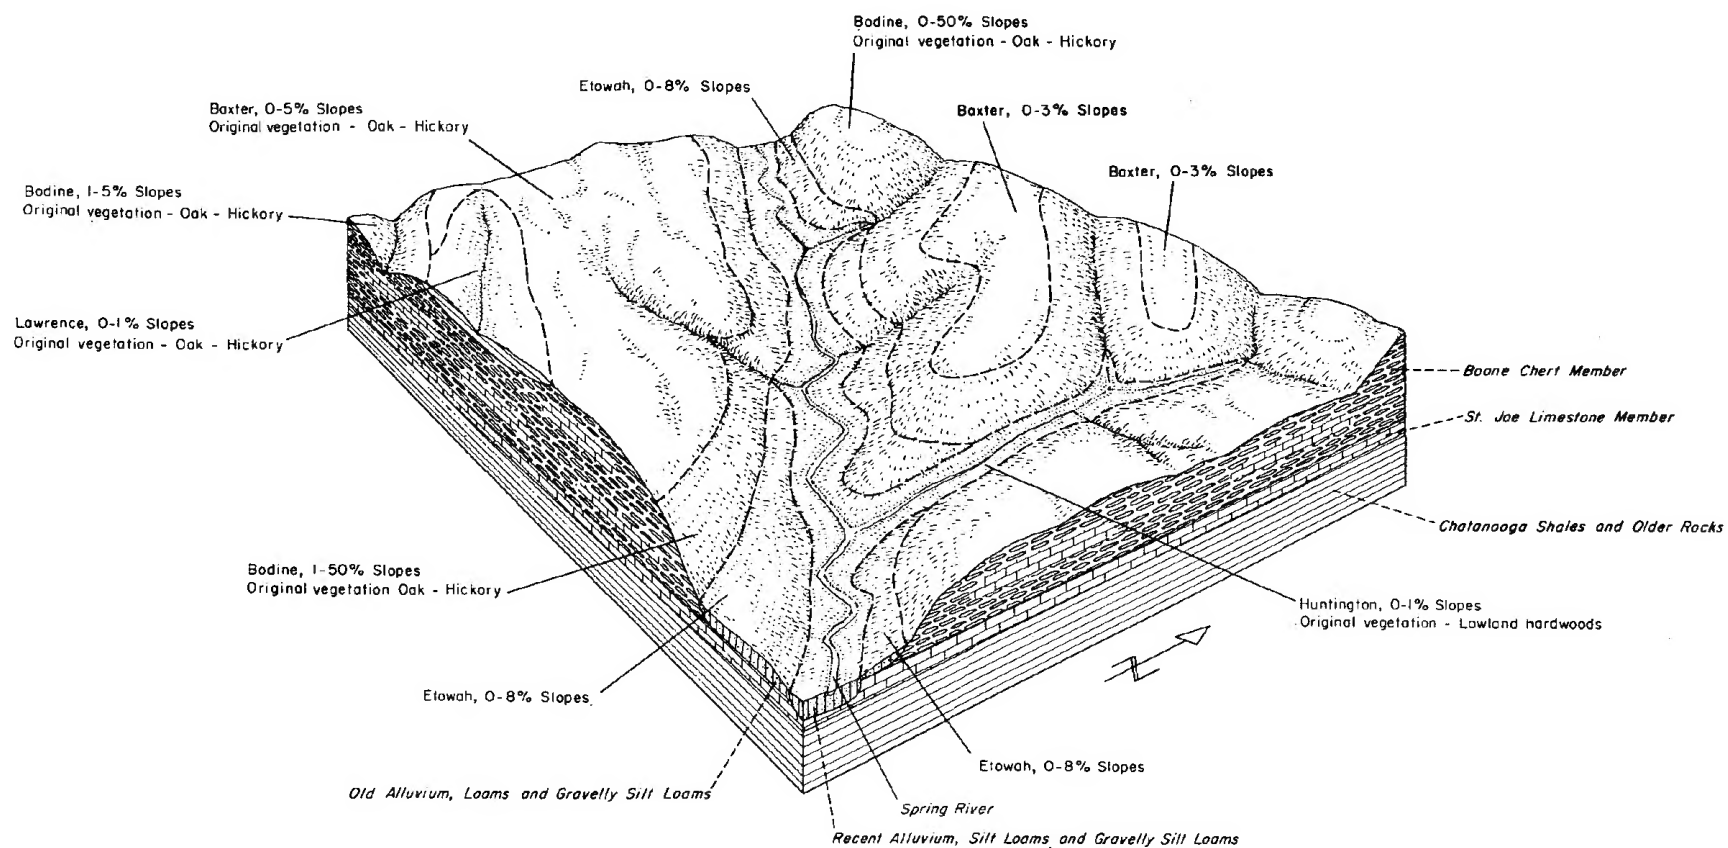 Bodine, 0-50% Slopes
Original vegetation - Oak - Hickory
Etowah, 0-8% Slopes
Baxter, 0-3% Slopes
Baxter, 0-5% Slopes
Original vegetation - Oak - Hickory
Baxter, 0-3% Slopes
Bodine, 1-5% Slopes
Original vegetation - Oak - Hickory
Lawrence, 0-1% Slopes
Original vegetation - Oak - Hickory
Boone Chert Member
St. Joe Limestone Member
Chatanooga Shales and Older Rocks
Bodine, 1-50% Slopes
Original vegetation Oak - Hickory
Huntington, 0-1% Slopes
Original vegetation - Lowland hardwoods
Etowah, 0-8% Slopes
Etowah, 0-8% Slopes
Old Alluvium, Loams and Gravelly Silt Loams
Spring River
Recent Alluvium, Silt Loams and Gravelly Silt Loams